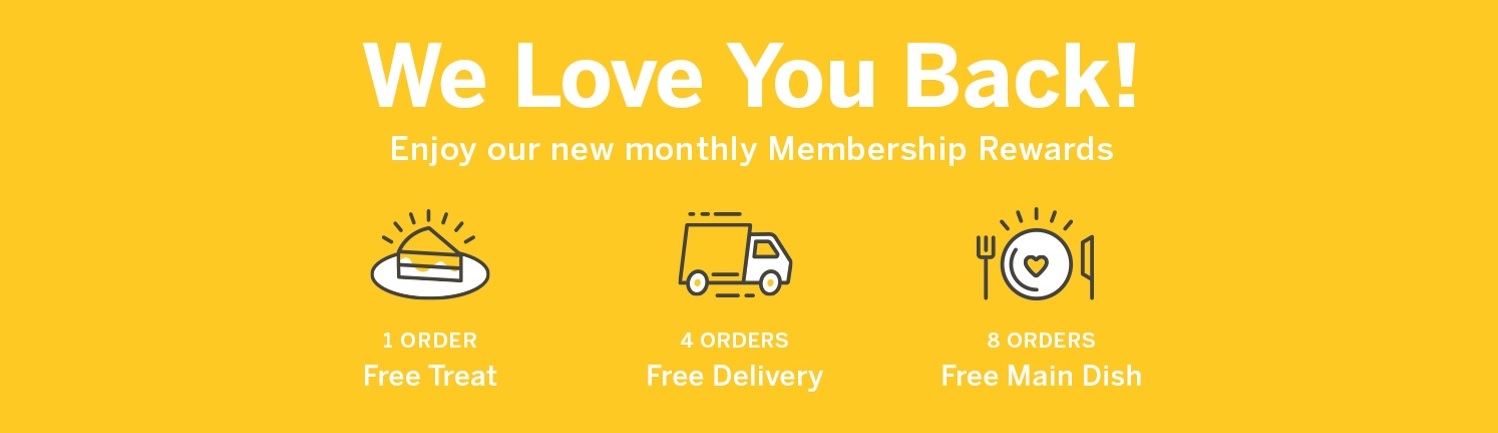 We Love You Back!
Enjoy our new monthly Membership Rewards
1 ORDER
Free Treat
4 ORDERS
Free Delivery
8 ORDERS
Free Main Dish